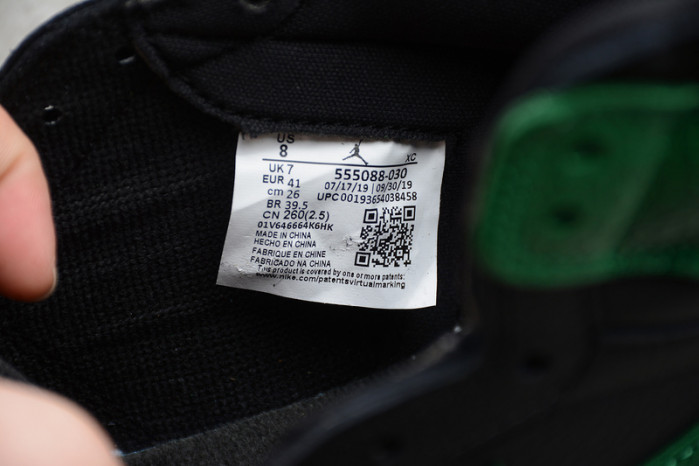 US
8
XC
UK 7
EUR 41
cm 26
BR 39.5
CN 260(2.5)
555088-030
07/17/19 | 09/30/19
UPC 00193654038458
01V646664K6HK
MADE IN CHINA
HECHO EN CHINA
FABRIQUE EN CHINE
FABRICADO NA CHINA
This product is covered by one or more patents:
www.nike.com/patentsvirtualmarking